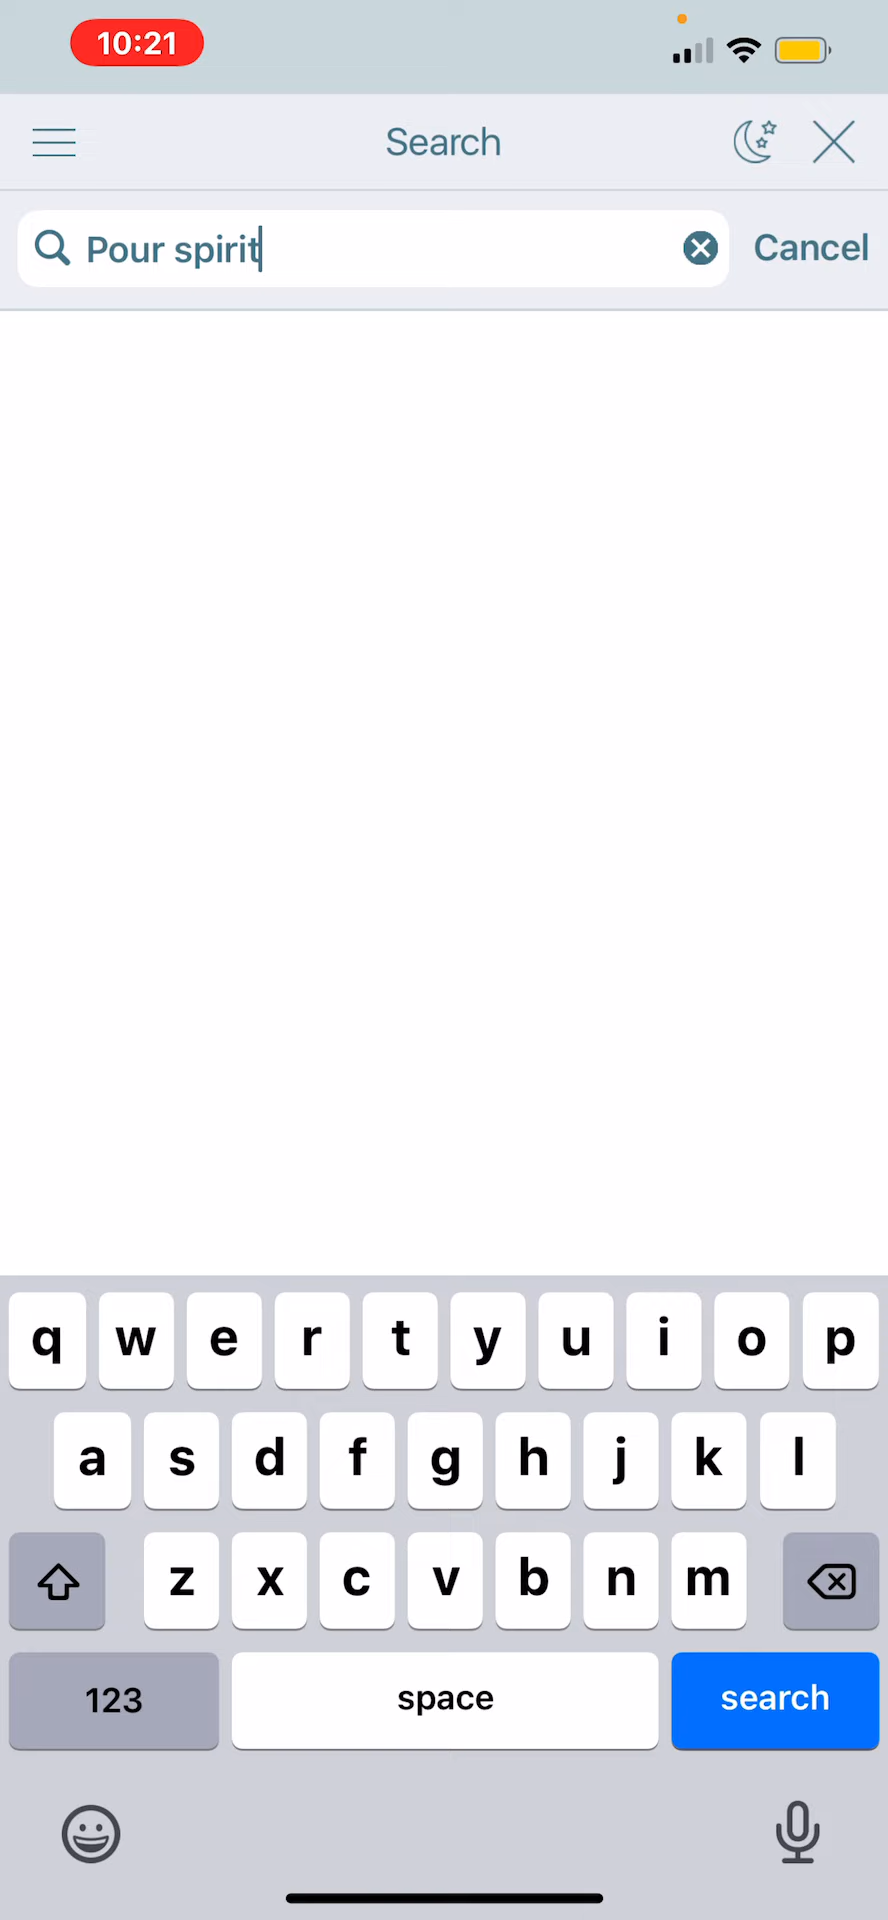 10:21
Search
Pour spirit
Cancel
q w e r t y u i o p
a s d f g h j k l
z x c v b n m
123 space search